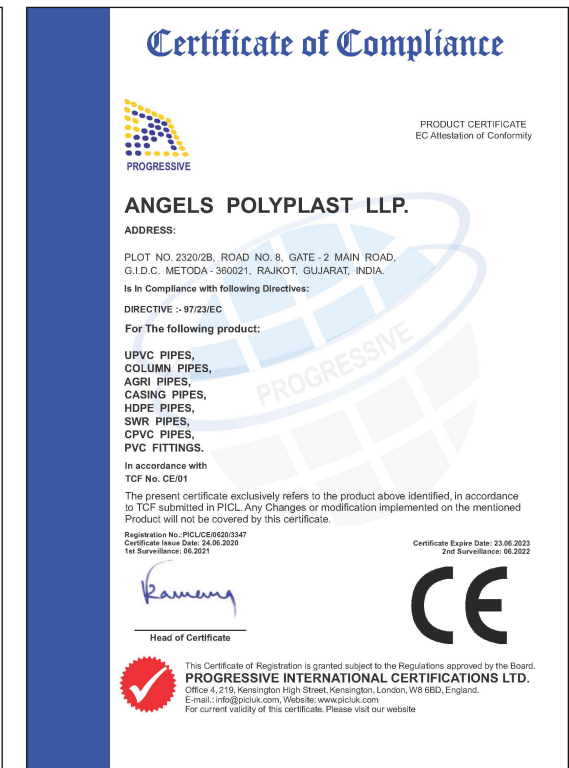 Certificate of Compliance
PROGRESSIVE
PRODUCT CERTIFICATE
EC Attestation of Conformity
ANGELS POLYPLAST LLP.
ADDRESS:
PLOT NO. 2320/2B, ROAD NO. 8, GATE - 2 MAIN ROAD,
G.I.D.C. METODA - 360021, RAJKOT, GUJARAT, INDIA.
Is In Compliance with following Directives:
DIRECTIVE :- 97/23/EC
For The following product:
UPVC PIPES,
COLUMN PIPES,
AGRI PIPES,
CASING PIPES,
HDPE PIPES,
SWR PIPES,
CPVC PIPES,
PVC FITTINGS.
PROGRESSIVE
In accordance with
TCF No. CE/01
The present certificate exclusively refers to the product above identified, in accordance
to TCF submitted in PICL. Any Changes or modification implemented on the mentioned
Product will not be covered by this certificate.
Registration No.:PICL/CE/0620/3347
Certificate Issue Date: 24.06.2020
1st Surveillance: 06.2021
Certificate Expire Date: 23.06.2023
2nd Surveillance: 06.2022
CE
Head of Certificate
This Certificate of Registration is granted subject to the Regulations approved by the Board.
PROGRESSIVE INTERNATIONAL CERTIFICATIONS LTD.
Office 4, 219, Kensington High Street, Kensington, London, W8 6BD, England.
E-mail.: info@picluk.com, Website: www.picluk.com
For current validity of this certificate. Please visit our website